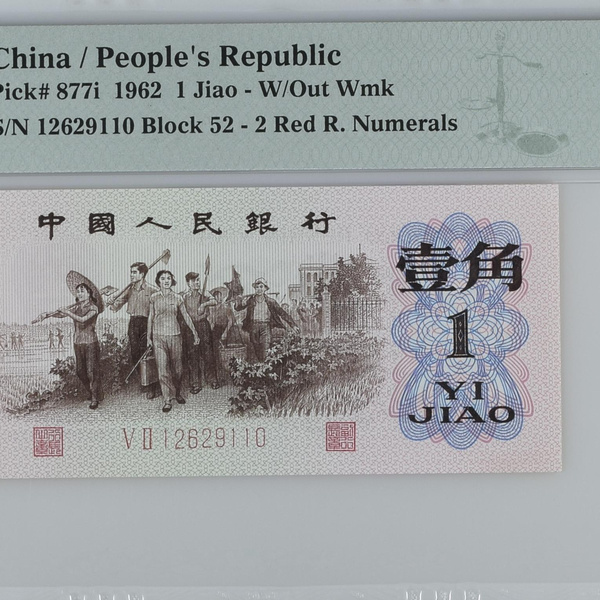 China / People's Republic
Pick# 877i 1962 1 Jiao - W/Out Wmk
S/N 12629110 Block 52 - 2 Red R. Numerals
中國人民銀行
壹角
1
YI
JIAO
V II 12629110